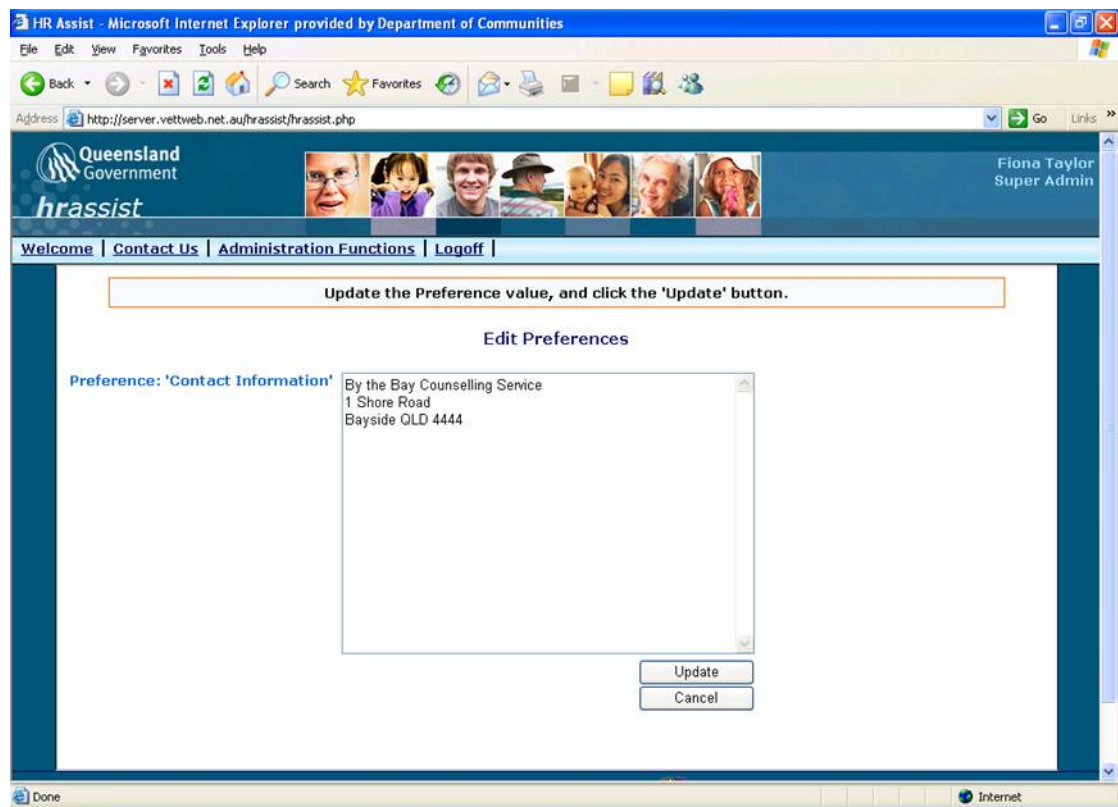 HR Assist - Microsoft Internet Explorer provided by Department of Communities
File Edit View Favorites Tools Help
Back Search Favorites
Address http://server.vettweb.net.au/hrassist/hrassist.php Go Links »
Queensland
Government
hrassist
Fiona Taylor
Super Admin
Welcome | Contact Us | Administration Functions | Logoff |
Update the Preference value, and click the 'Update' button.
Edit Preferences
Preference: 'Contact Information'
By the Bay Counselling Service
1 Shore Road
Bayside QLD 4444
Update
Cancel
Done Internet